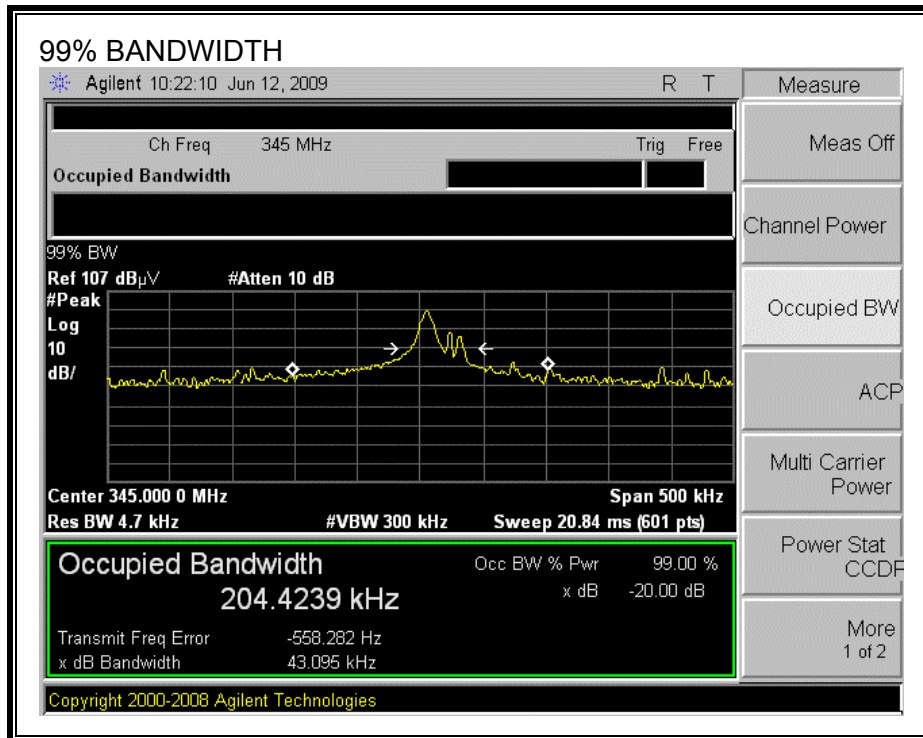 99% BANDWIDTH
Agilent 10:22:10 Jun 12, 2009 R T
Measure
Ch Freq 345 MHz Trig Free
Occupied Bandwidth
Meas Off
Channel Power
Occupied BW
ACP
Multi Carrier
Power
Power Stat
CCDF
More
1 of 2
99% BW
Ref 107 dBµV #Atten 10 dB
#Peak
Log
10
dB/
Center 345.000 0 MHz Span 500 kHz
Res BW 4.7 kHz #VBW 300 kHz Sweep 20.84 ms (601 pts)
Occupied Bandwidth Occ BW % Pwr 99.00 %
204.4239 kHz x dB -20.00 dB
Transmit Freq Error -558.282 Hz
x dB Bandwidth 43.095 kHz
Copyright 2000-2008 Agilent Technologies